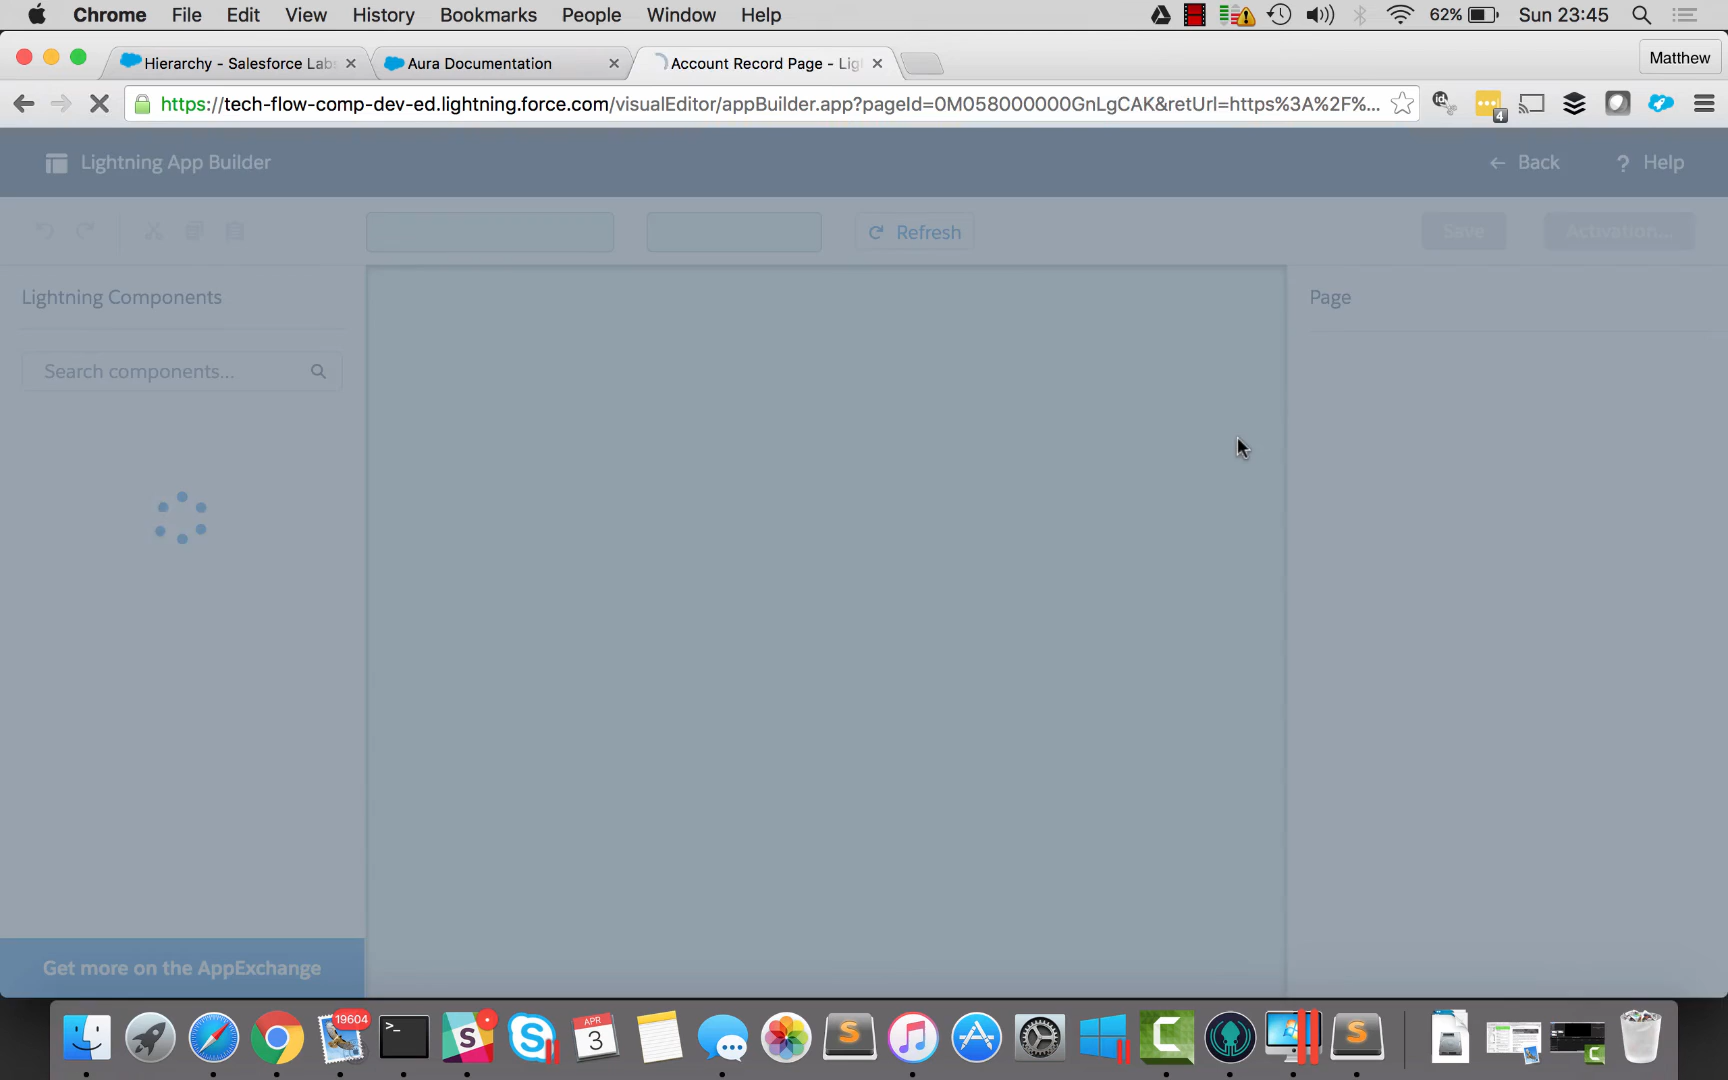 Chrome File Edit View History Bookmarks People Window Help 62% Sun 23:45
Hierarchy - Salesforce Labs Aura Documentation Account Record Page - Lig Matthew
https://tech-flow-comp-dev-ed.lightning.force.com/visualEditor/appBuilder.app?pageId=0M058000000GnLgCAK&retUrl=https%3A%2F%... 4
Lightning App Builder Back ? Help
Refresh Save Activation...
Lightning Components Page
Search components...
Get more on the AppExchange
19604 >_ S APR 3 S C S C